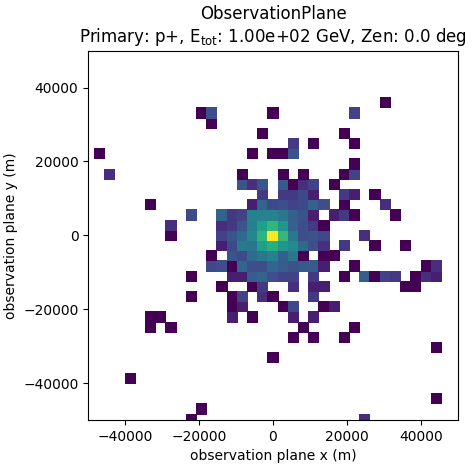 ObservationPlane
Primary: p+, E_tot: 1.00e+02 GeV, Zen: 0.0 deg
40000
20000
0
−20000
−40000
observation plane y (m)
−40000 −20000 0 20000 40000
observation plane x (m)